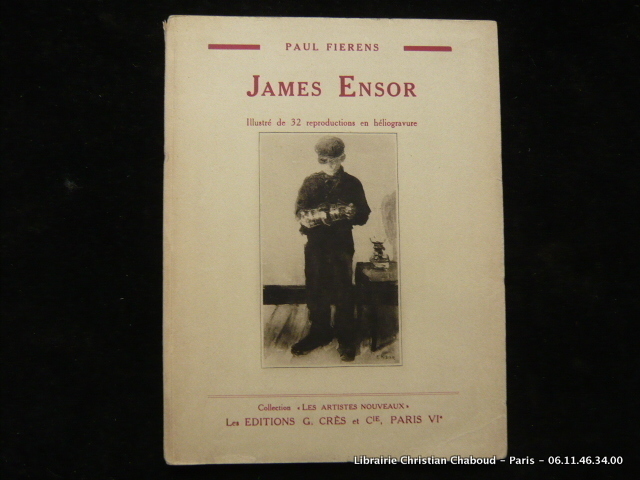 PAUL FIERENS
JAMES ENSOR
Illustré de 32 reproductions en héliogravure
Collection « LES ARTISTES NOUVEAUX »
Les EDITIONS G. CRÈS et Cie, PARIS VIe
Librairie Christian Chaboud - Paris - 06.11.46.34.00